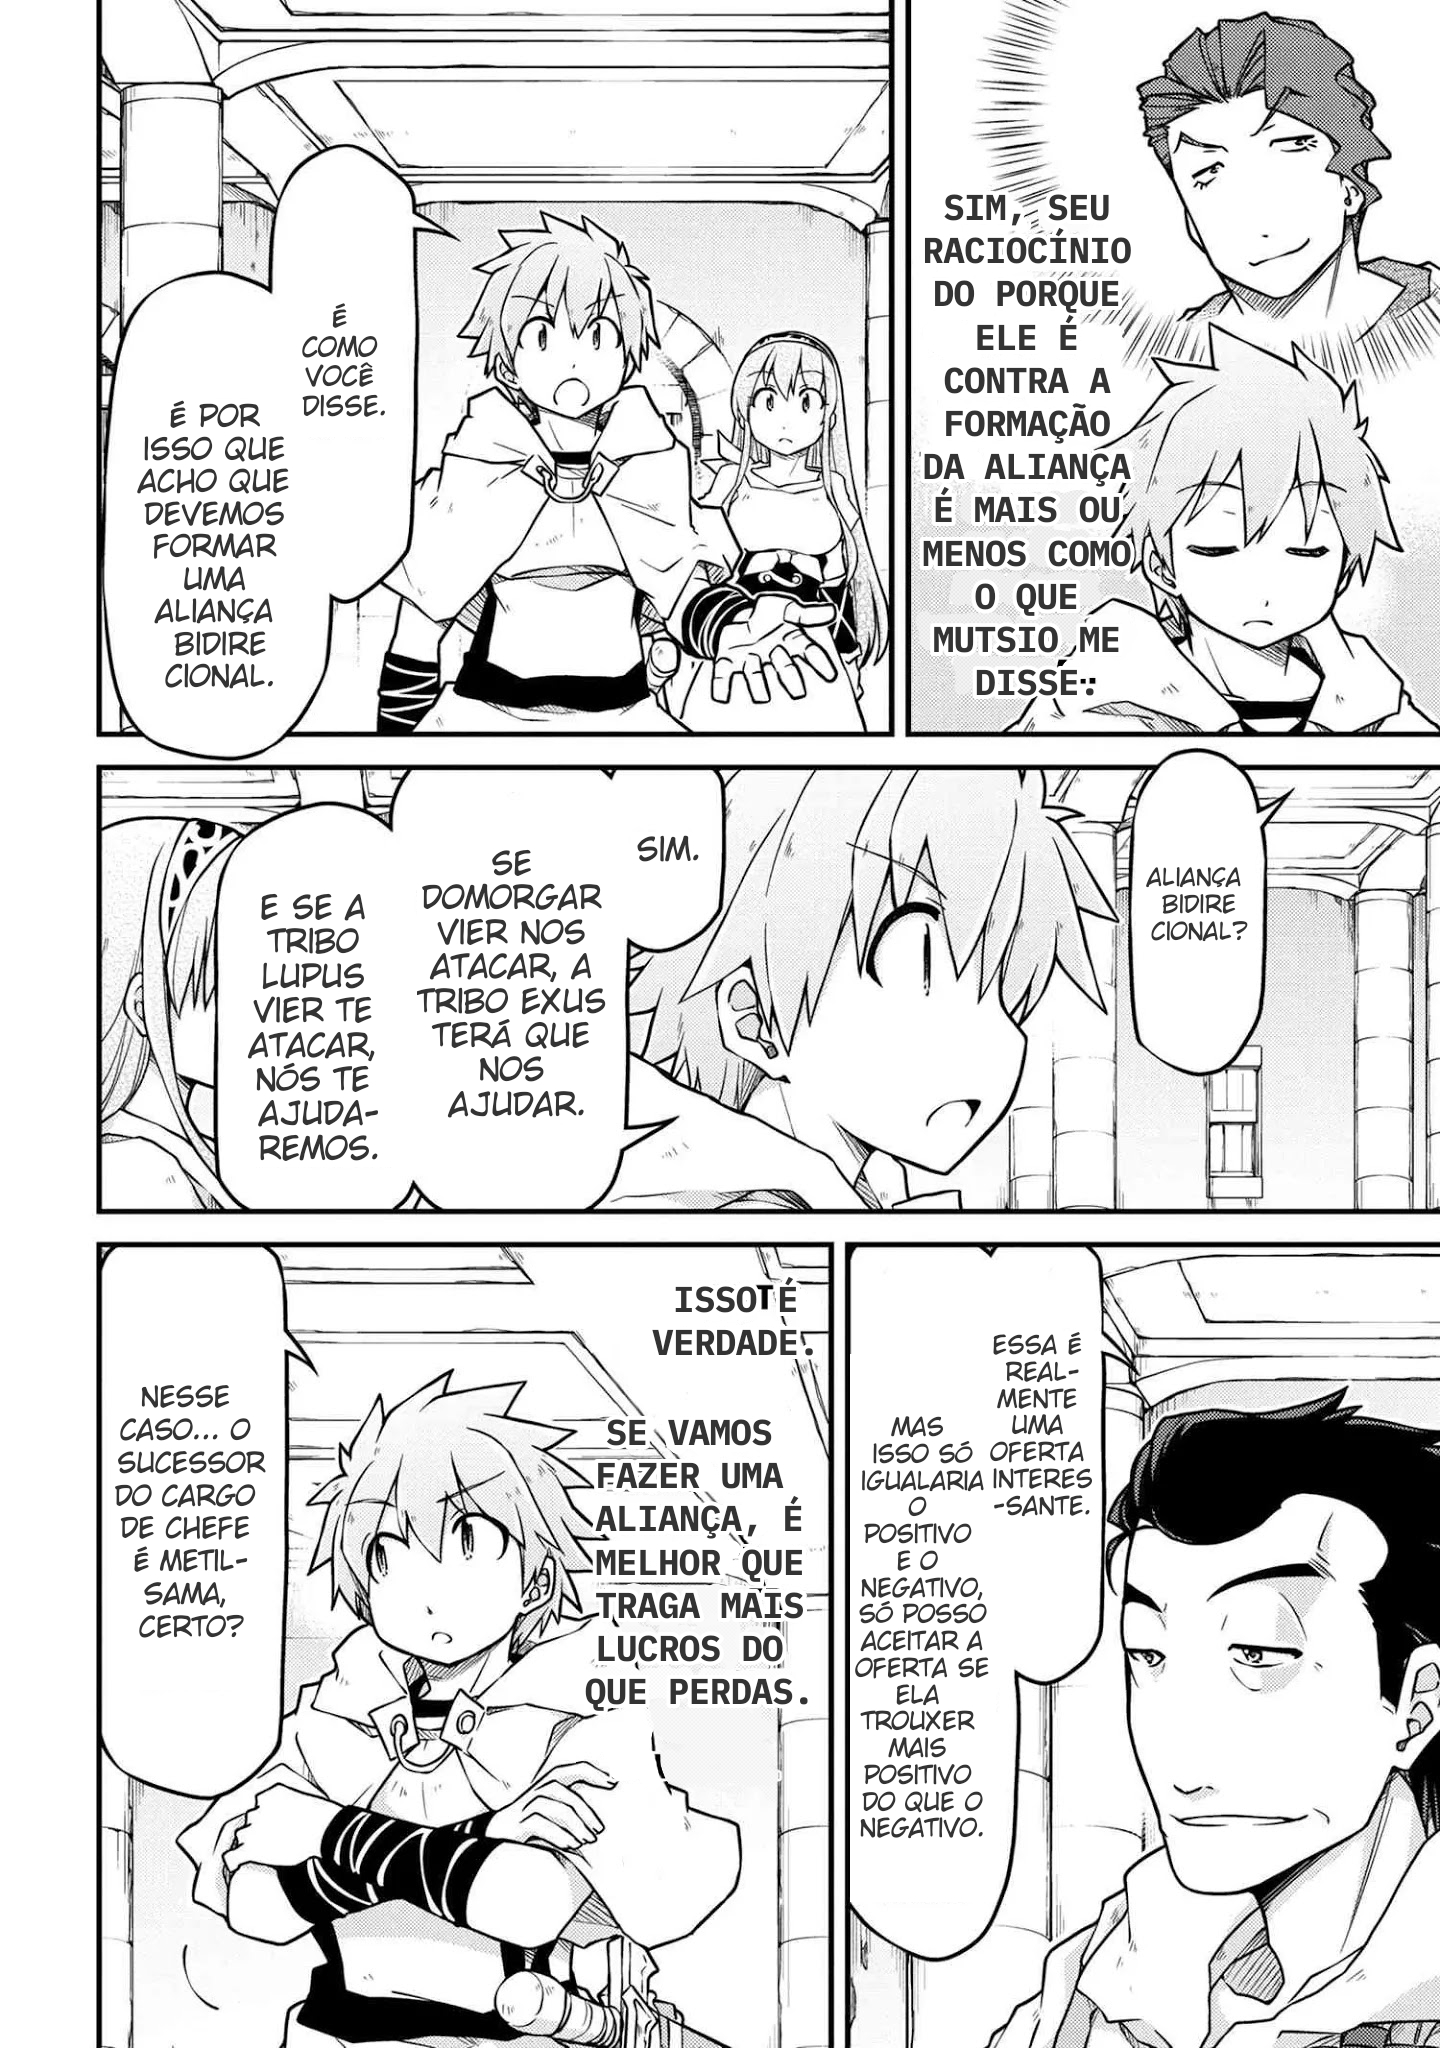 SIM, SEU
RACIOCÍNIO
DO PORQUE
ELE É
CONTRA A
FORMAÇÃO
DA ALIANÇA
É MAIS OU
MENOS COMO
O QUE
MUTSIO ME
DISSE.
É
COMO
VOCÊ
DISSE.
É POR
ISSO QUE
ACHO QUE
DEVEMOS
FORMAR
UMA
ALIANÇA
BIDIRE
CIONAL.
ALIANÇA
BIDIRE
CIONAL?
SIM.
SE
DOMORGAR
VIER NOS
ATACAR, A
TRIBO EXUS
TERÁ QUE
NOS
AJUDAR.
E SE A
TRIBO
LUPUS
VIER TE
ATACAR,
NÓS TE
AJUDA-
REMOS.
ESSA É
REAL-
MENTE
UMA
OFERTA
INTERES
-SANTE.
MAS
ISSO SÓ
IGUALARIA
O
POSITIVO
E O
NEGATIVO,
SÓ POSSO
ACEITAR A
OFERTA SE
ELA
TROUXER
MAIS
POSITIVO
DO QUE O
NEGATIVO.
ISSO É
VERDADE.
SE VAMOS
FAZER UMA
ALIANÇA, É
MELHOR QUE
TRAGA MAIS
LUCROS DO
QUE PERDAS.
NESSE
CASO... O
SUCESSOR
DO CARGO
DE CHEFE
É METIL-
SAMA,
CERTO?